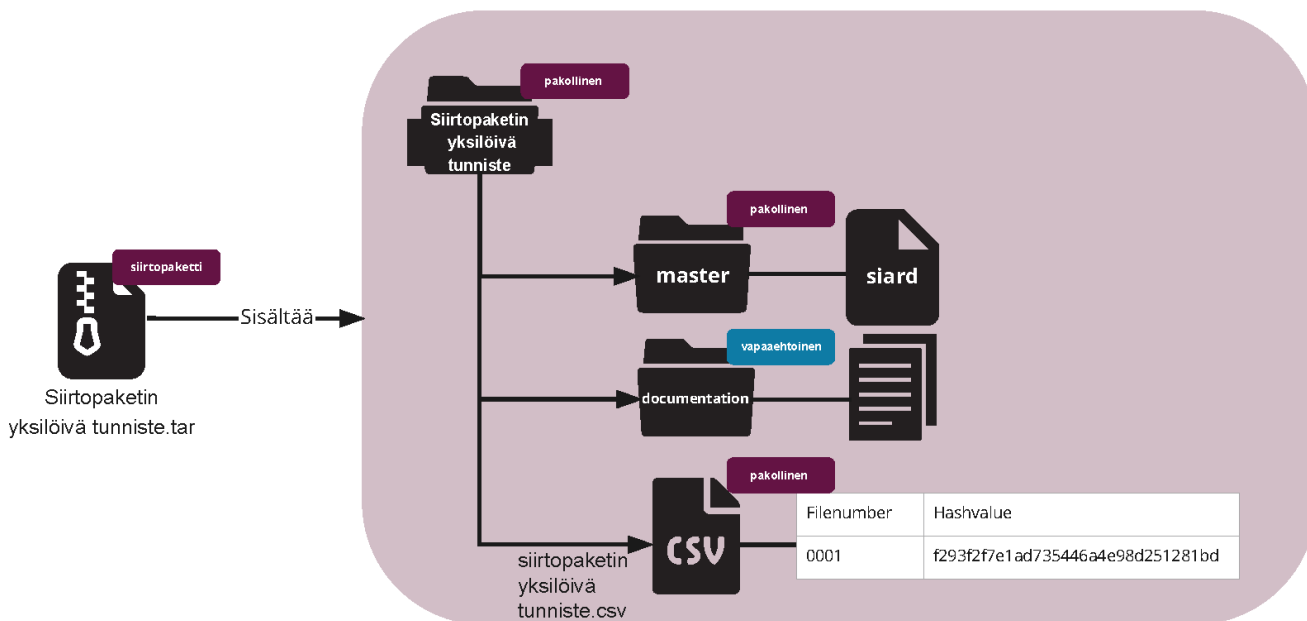 pakollinen
Siirtopaketin
yksilöivä
tunniste
pakollinen
master
siard
siirtopaketti
Sisältää
Siirtopaketin
yksilöivä tunniste.tar
vapaaehtoinen
documentation
pakollinen
CSV
siirtopaketin
yksilöivä
tunniste.csv
Filenumber Hashvalue
0001 f293f2f7e1ad735446a4e98d251281bd